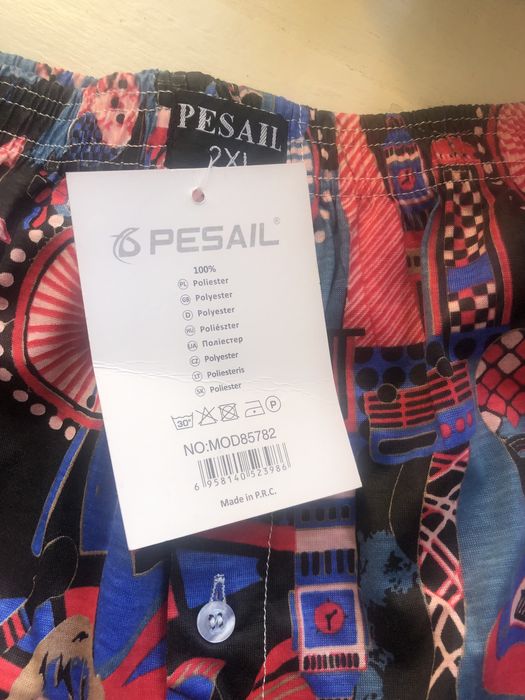 PESAIL
2XL
PESAIL®
100%
PL Poliester
GB Polyester
D Polyester
HU Poliészter
UA Поліестер
CZ Polyester
LT Poliesteris
SK Poliester
30° P
NO:MOD85782
6 958140 523986
Made in P.R.C.